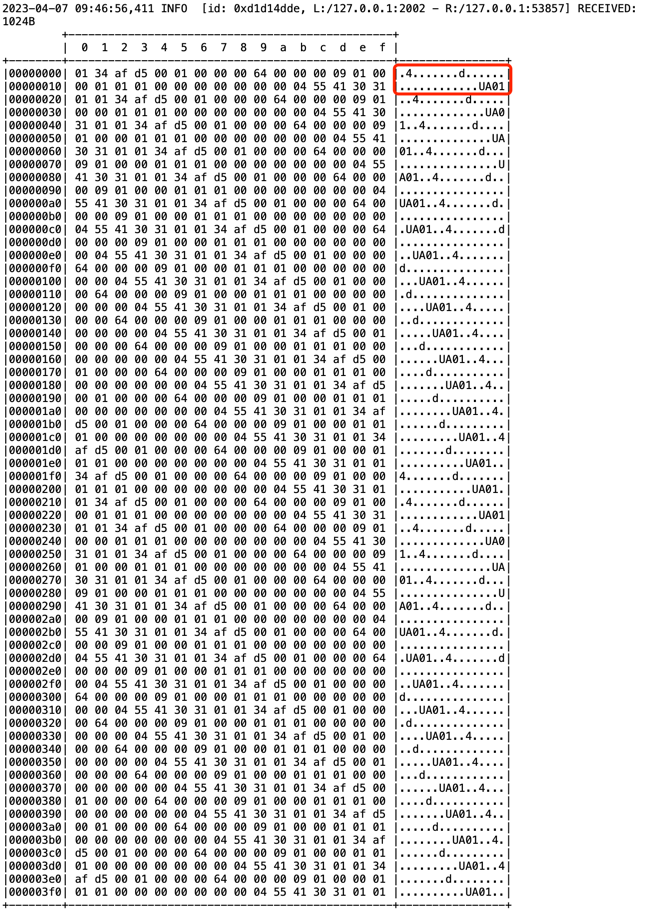 2023-04-07 09:46:56,411 INFO  [id: 0xd1d14dde, L:/127.0.0.1:2002 - R:/127.0.0.1:53857] RECEIVED:
1024B
         +-------------------------------------------------+
         |  0  1  2  3  4  5  6  7  8  9  a  b  c  d  e  f |
+--------+-------------------------------------------------+----------------+
|00000000| 01 34 af d5 00 01 00 00 00 64 00 00 00 09 01 00 |.4.......d......|
|00000010| 00 01 01 01 00 00 00 00 00 00 00 04 55 41 30 31 |............UA01|
|00000020| 01 01 34 af d5 00 01 00 00 00 64 00 00 00 09 01 |..4.......d.....|
|00000030| 00 00 01 01 01 00 00 00 00 00 00 00 04 55 41 30 |.............UA0|
|00000040| 31 01 01 34 af d5 00 01 00 00 00 64 00 00 00 09 |1..4.......d....|
|00000050| 01 00 00 01 01 01 00 00 00 00 00 00 00 04 55 41 |..............UA|
|00000060| 30 31 01 01 34 af d5 00 01 00 00 00 64 00 00 00 |01..4.......d...|
|00000070| 09 01 00 00 01 01 01 00 00 00 00 00 00 00 04 55 |...............U|
|00000080| 41 30 31 01 01 34 af d5 00 01 00 00 00 64 00 00 |A01..4.......d..|
|00000090| 00 09 01 00 00 01 01 01 00 00 00 00 00 00 00 04 |................|
|000000a0| 55 41 30 31 01 01 34 af d5 00 01 00 00 00 64 00 |UA01..4.......d.|
|000000b0| 00 00 09 01 00 00 01 01 01 00 00 00 00 00 00 00 |................|
|000000c0| 04 55 41 30 31 01 01 34 af d5 00 01 00 00 00 64 |.UA01..4.......d|
|000000d0| 00 00 00 09 01 00 00 01 01 01 00 00 00 00 00 00 |................|
|000000e0| 00 04 55 41 30 31 01 01 34 af d5 00 01 00 00 00 |..UA01..4.......|
|000000f0| 64 00 00 00 09 01 00 00 01 01 01 00 00 00 00 00 |d...............|
|00000100| 00 00 04 55 41 30 31 01 01 34 af d5 00 01 00 00 |...UA01..4......|
|00000110| 00 64 00 00 00 09 01 00 00 01 01 01 00 00 00 00 |.d..............|
|00000120| 00 00 00 04 55 41 30 31 01 01 34 af d5 00 01 00 |....UA01..4.....|
|00000130| 00 00 64 00 00 00 09 01 00 00 01 01 01 00 00 00 |..d.............|
|00000140| 00 00 00 00 04 55 41 30 31 01 01 34 af d5 00 01 |.....UA01..4....|
|00000150| 00 00 00 64 00 00 00 09 01 00 00 01 01 01 00 00 |...d............|
|00000160| 00 00 00 00 00 04 55 41 30 31 01 01 34 af d5 00 |......UA01..4...|
|00000170| 01 00 00 00 64 00 00 00 09 01 00 00 01 01 01 00 |....d...........|
|00000180| 00 00 00 00 00 00 04 55 41 30 31 01 01 34 af d5 |.......UA01..4..|
|00000190| 00 01 00 00 00 64 00 00 00 09 01 00 00 01 01 01 |.....d..........|
|000001a0| 00 00 00 00 00 00 00 04 55 41 30 31 01 01 34 af |........UA01..4.|
|000001b0| d5 00 01 00 00 00 64 00 00 00 09 01 00 00 01 01 |......d.........|
|000001c0| 01 00 00 00 00 00 00 00 04 55 41 30 31 01 01 34 |.........UA01..4|
|000001d0| af d5 00 01 00 00 00 64 00 00 00 09 01 00 00 01 |.......d........|
|000001e0| 01 01 00 00 00 00 00 00 00 04 55 41 30 31 01 01 |..........UA01..|
|000001f0| 34 af d5 00 01 00 00 00 64 00 00 00 09 01 00 00 |4.......d.......|
|00000200| 01 01 01 00 00 00 00 00 00 00 04 55 41 30 31 01 |...........UA01.|
|00000210| 01 34 af d5 00 01 00 00 00 64 00 00 00 09 01 00 |.4.......d......|
|00000220| 00 01 01 01 00 00 00 00 00 00 00 04 55 41 30 31 |............UA01|
|00000230| 01 01 34 af d5 00 01 00 00 00 64 00 00 00 09 01 |..4.......d.....|
|00000240| 00 00 01 01 01 00 00 00 00 00 00 00 04 55 41 30 |.............UA0|
|00000250| 31 01 01 34 af d5 00 01 00 00 00 64 00 00 00 09 |1..4.......d....|
|00000260| 01 00 00 01 01 01 00 00 00 00 00 00 00 04 55 41 |..............UA|
|00000270| 30 31 01 01 34 af d5 00 01 00 00 00 64 00 00 00 |01..4.......d...|
|00000280| 09 01 00 00 01 01 01 00 00 00 00 00 00 00 04 55 |...............U|
|00000290| 41 30 31 01 01 34 af d5 00 01 00 00 00 64 00 00 |A01..4.......d..|
|000002a0| 00 09 01 00 00 01 01 01 00 00 00 00 00 00 00 04 |................|
|000002b0| 55 41 30 31 01 01 34 af d5 00 01 00 00 00 64 00 |UA01..4.......d.|
|000002c0| 00 00 09 01 00 00 01 01 01 00 00 00 00 00 00 00 |................|
|000002d0| 04 55 41 30 31 01 01 34 af d5 00 01 00 00 00 64 |.UA01..4.......d|
|000002e0| 00 00 00 09 01 00 00 01 01 01 00 00 00 00 00 00 |................|
|000002f0| 00 04 55 41 30 31 01 01 34 af d5 00 01 00 00 00 |..UA01..4.......|
|00000300| 64 00 00 00 09 01 00 00 01 01 01 00 00 00 00 00 |d...............|
|00000310| 00 00 04 55 41 30 31 01 01 34 af d5 00 01 00 00 |...UA01..4......|
|00000320| 00 64 00 00 00 09 01 00 00 01 01 01 00 00 00 00 |.d..............|
|00000330| 00 00 00 04 55 41 30 31 01 01 34 af d5 00 01 00 |....UA01..4.....|
|00000340| 00 00 64 00 00 00 09 01 00 00 01 01 01 00 00 00 |..d.............|
|00000350| 00 00 00 00 04 55 41 30 31 01 01 34 af d5 00 01 |.....UA01..4....|
|00000360| 00 00 00 64 00 00 00 09 01 00 00 01 01 01 00 00 |...d............|
|00000370| 00 00 00 00 00 04 55 41 30 31 01 01 34 af d5 00 |......UA01..4...|
|00000380| 01 00 00 00 64 00 00 00 09 01 00 00 01 01 01 00 |....d...........|
|00000390| 00 00 00 00 00 00 04 55 41 30 31 01 01 34 af d5 |.......UA01..4..|
|000003a0| 00 01 00 00 00 64 00 00 00 09 01 00 00 01 01 01 |.....d..........|
|000003b0| 00 00 00 00 00 00 00 04 55 41 30 31 01 01 34 af |........UA01..4.|
|000003c0| d5 00 01 00 00 00 64 00 00 00 09 01 00 00 01 01 |......d.........|
|000003d0| 01 00 00 00 00 00 00 00 04 55 41 30 31 01 01 34 |.........UA01..4|
|000003e0| af d5 00 01 00 00 00 64 00 00 00 09 01 00 00 01 |.......d........|
|000003f0| 01 01 00 00 00 00 00 00 00 04 55 41 30 31 01 01 |..........UA01..|
+--------+-------------------------------------------------+----------------+